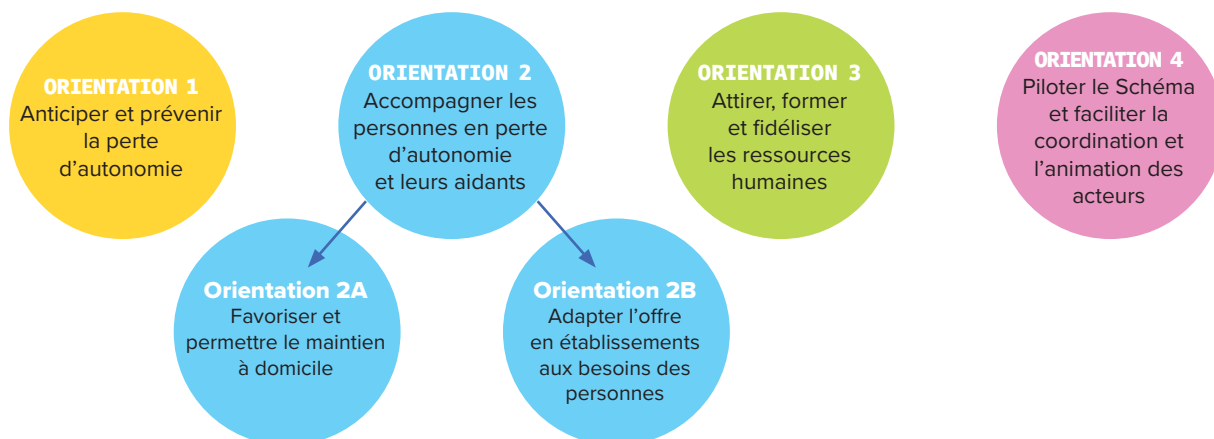 ORIENTATION 1
Anticiper et prévenir
la perte
d’autonomie
ORIENTATION 2
Accompagner les
personnes en perte
d’autonomie
et leurs aidants
ORIENTATION 3
Attirer, former
et fidéliser
les ressources
humaines
ORIENTATION 4
Piloter le Schéma
et faciliter la
coordination et
l’animation des
acteurs
Orientation 2A
Favoriser et
permettre le maintien
à domicile
Orientation 2B
Adapter l’offre
en établissements
aux besoins des
personnes